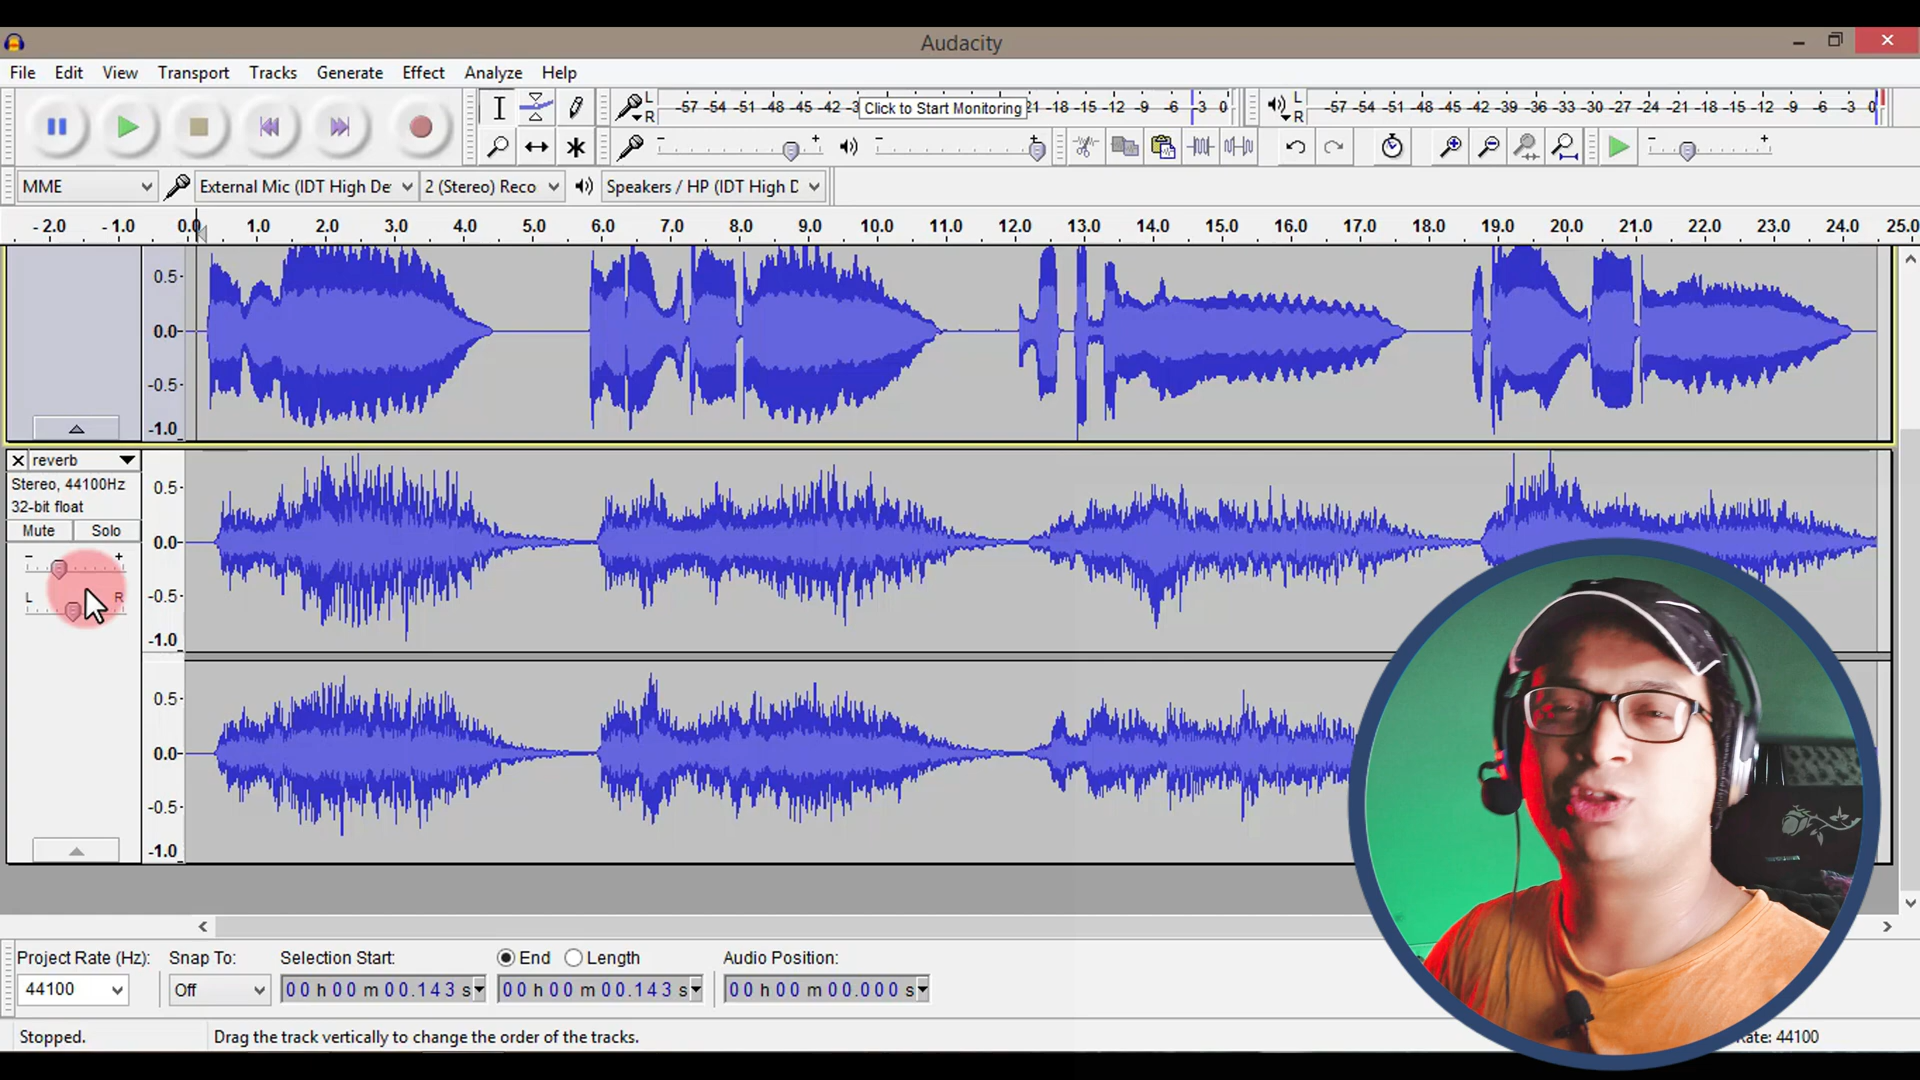 Audacity
File Edit View Transport Tracks Generate Effect Analyze Help
L R -57 -54 -51 -48 -45 -42 -3 Click to Start Monitoring 21 -18 -15 -12 -9 -6 -3 0 L R -57 -54 -51 -48 -45 -42 -39 -36 -33 -30 -27 -24 -21 -18 -15 -12 -9 -6 -3 0
- + - + - +
MME External Mic (IDT High De 2 (Stereo) Reco Speakers / HP (IDT High D
- 2.0 - 1.0 0.0 1.0 2.0 3.0 4.0 5.0 6.0 7.0 8.0 9.0 10.0 11.0 12.0 13.0 14.0 15.0 16.0 17.0 18.0 19.0 20.0 21.0 22.0 23.0 24.0 25.0
0.5
0.0
-0.5
-1.0
reverb
Stereo, 44100Hz
32-bit float
Mute Solo
- +
L R
0.5
0.0
-0.5
-1.0
0.5
0.0
-0.5
-1.0
Project Rate (Hz): Snap To: Selection Start: End Length Audio Position:
44100 Off 00 h 00 m 00.143 s 00 h 00 m 00.143 s 00 h 00 m 00.000 s
Stopped. Drag the track vertically to change the order of the tracks. Rate: 44100